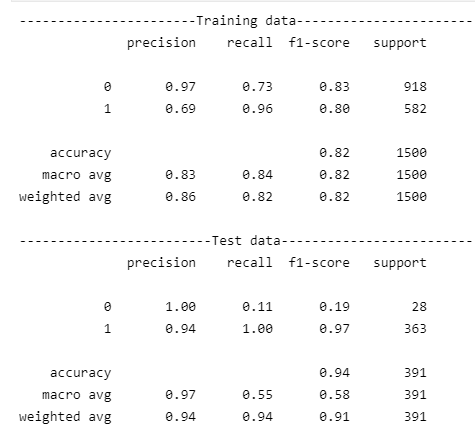 -----------------------Training data-----------------------
precision recall f1-score support
0 0.97 0.73 0.83 918
1 0.69 0.96 0.80 582
accuracy 0.82 1500
macro avg 0.83 0.84 0.82 1500
weighted avg 0.86 0.82 0.82 1500
-------------------------Test data-------------------------
precision recall f1-score support
0 1.00 0.11 0.19 28
1 0.94 1.00 0.97 363
accuracy 0.94 391
macro avg 0.97 0.55 0.58 391
weighted avg 0.94 0.94 0.91 391